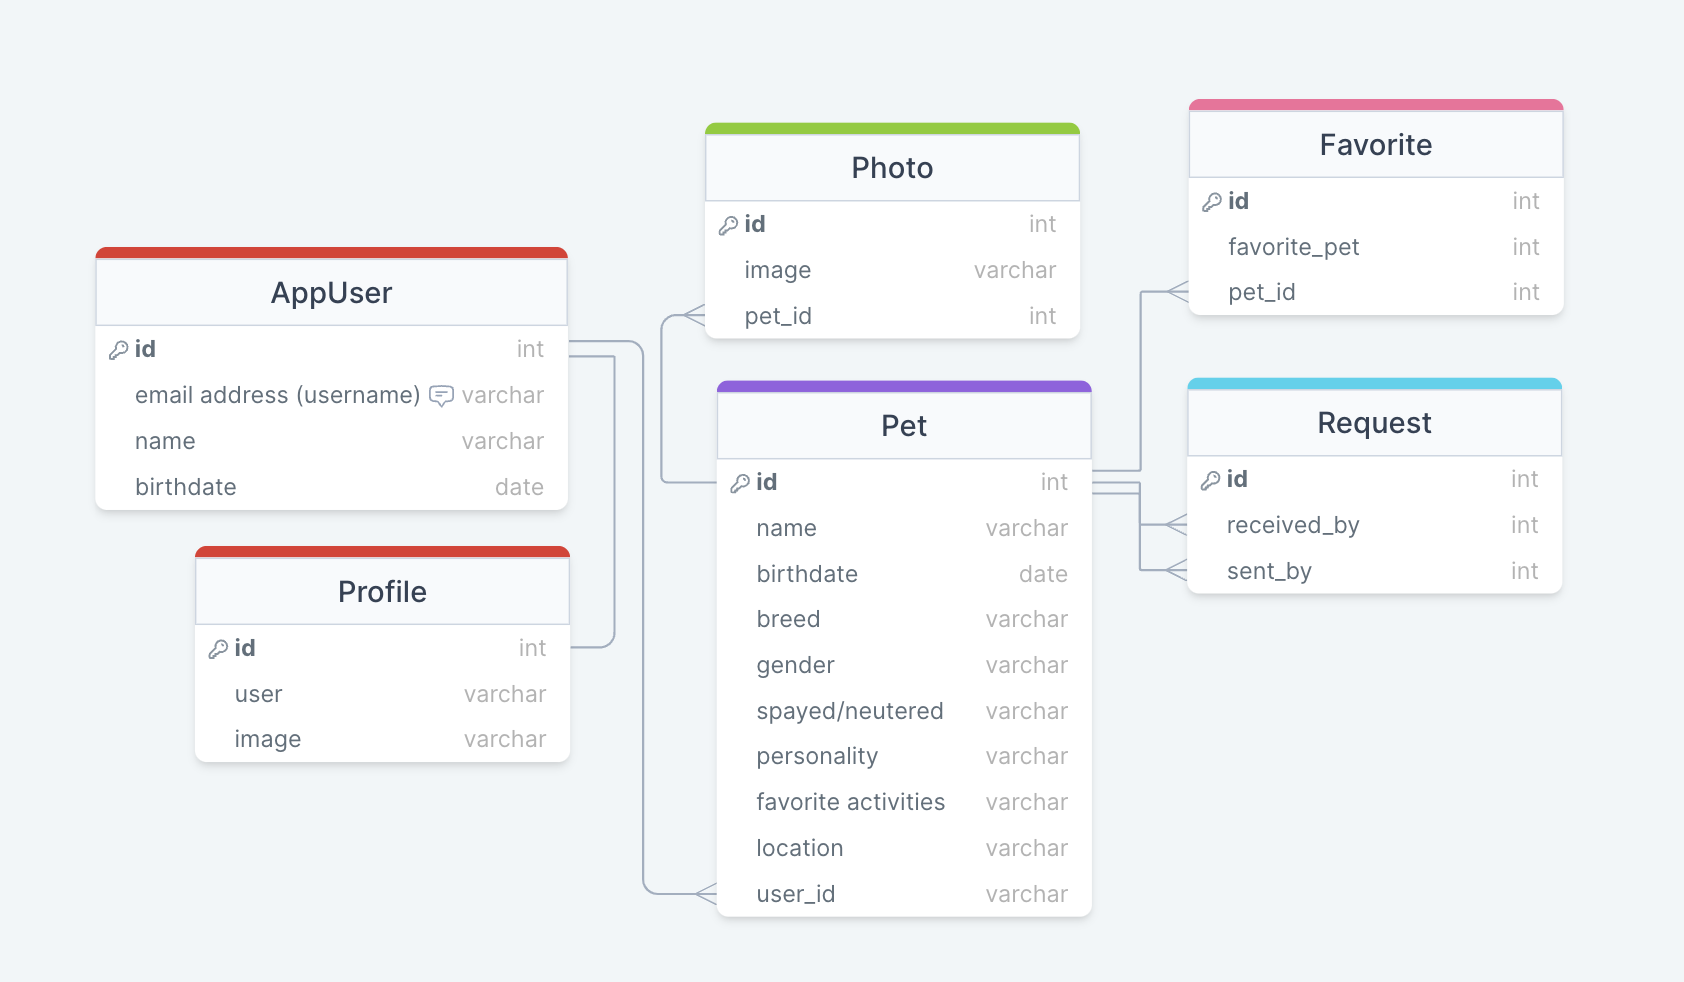 AppUser
id int
email address (username) varchar
name varchar
birthdate date
Profile
id int
user varchar
image varchar
Photo
id int
image varchar
pet_id int
Pet
id int
name varchar
birthdate date
breed varchar
gender varchar
spayed/neutered varchar
personality varchar
favorite activities varchar
location varchar
user_id varchar
Favorite
id int
favorite_pet int
pet_id int
Request
id int
received_by int
sent_by int